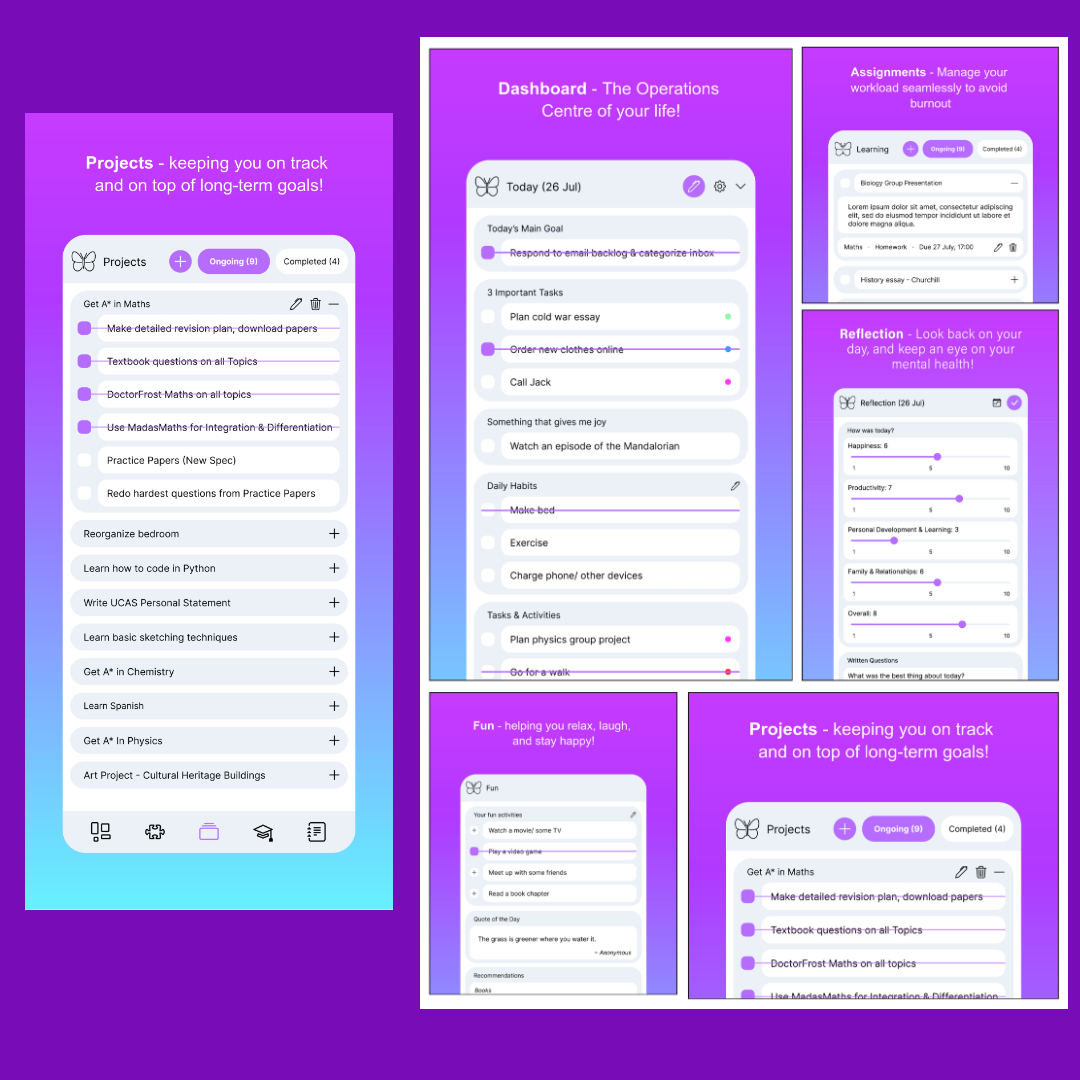 Projects - keeping you on track
and on top of long-term goals!
Projects
+
Ongoing (9)
Completed (4)
Get A* in Maths
Make detailed revision plan, download papers
Textbook questions on all Topics
DoctorFrost Maths on all topics
Use MadasMaths for Integration & Differentiation
Practice Papers (New Spec)
Redo hardest questions from Practice Papers
Reorganize bedroom
Learn how to code in Python
Write UCAS Personal Statement
Learn basic sketching techniques
Get A* in Chemistry
Learn Spanish
Get A* In Physics
Art Project - Cultural Heritage Buildings
Dashboard - The Operations
Centre of your life!
Today (26 Jul)
Today's Main Goal
Respond to email backlog & categorize inbox
3 Important Tasks
Plan cold war essay
Order new clothes online
Call Jack
Something that gives me joy
Watch an episode of the Mandalorian
Daily Habits
Make bed
Exercise
Charge phone/ other devices
Tasks & Activities
Plan physics group project
Go for a walk
Assignments - Manage your
workload seamlessly to avoid
burnout
Learning
+
Ongoing (9)
Completed (4)
Biology Group Presentation
Lorem ipsum dolor sit amet, consectetur adipiscing
elit, sed do eiusmod tempor incididunt ut labore et
dolore magna aliqua.
Maths - Homework - Due 27 July, 17:00
History essay - Churchill
Reflection - Look back on your
day, and keep an eye on your
mental health!
Reflection (26 Jul)
How was today?
Happiness: 6
1 5 10
Productivity: 7
1 5 10
Personal Development & Learning: 3
1 5 10
Family & Relationships: 6
1 5 10
Overall: 8
1 5 10
Written Questions
What was the best thing about today?
Fun - helping you relax, laugh,
and stay happy!
Fun
Your fun activities
Watch a movie/ some TV
Play a video game
Meet up with some friends
Read a book chapter
Quote of the Day
The grass is greener where you water it.
~ Anonymous
Recommendations
Books
Projects - keeping you on track
and on top of long-term goals!
Projects
+
Ongoing (9)
Completed (4)
Get A* in Maths
Make detailed revision plan, download papers
Textbook questions on all Topics
DoctorFrost Maths on all topics
Use MadasMaths for Integration & Differentiation